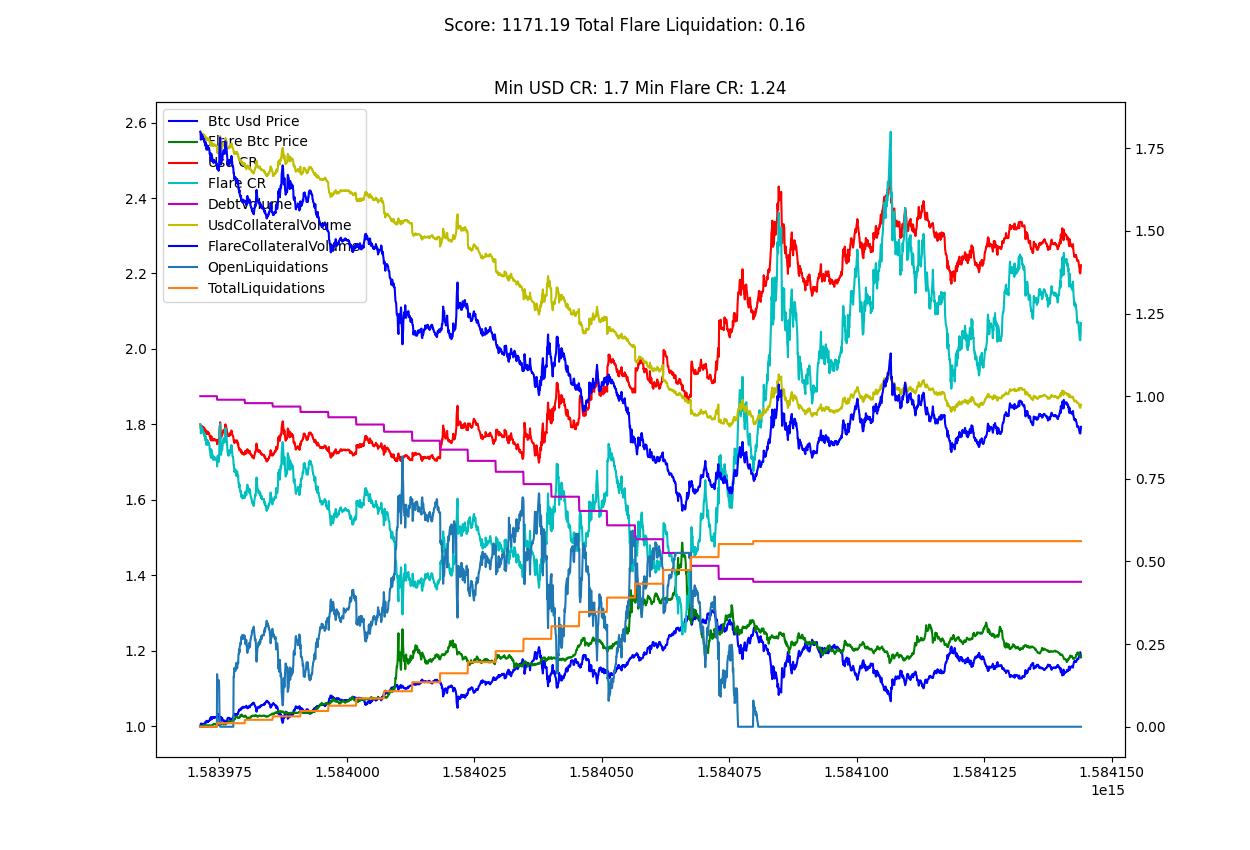 Score: 1171.19 Total Flare Liquidation: 0.16
Min USD CR: 1.7 Min Flare CR: 1.24
Btc Usd Price
Flare Btc Price
Usd CR
Flare CR
DebtVolume
UsdCollateralVolume
FlareCollateralVolume
OpenLiquidations
TotalLiquidations
2.6
2.4
2.2
2.0
1.8
1.6
1.4
1.2
1.0
1.75
1.50
1.25
1.00
0.75
0.50
0.25
0.00
1.583975 1.584000 1.584025 1.584050 1.584075 1.584100 1.584125 1.584150
1e15